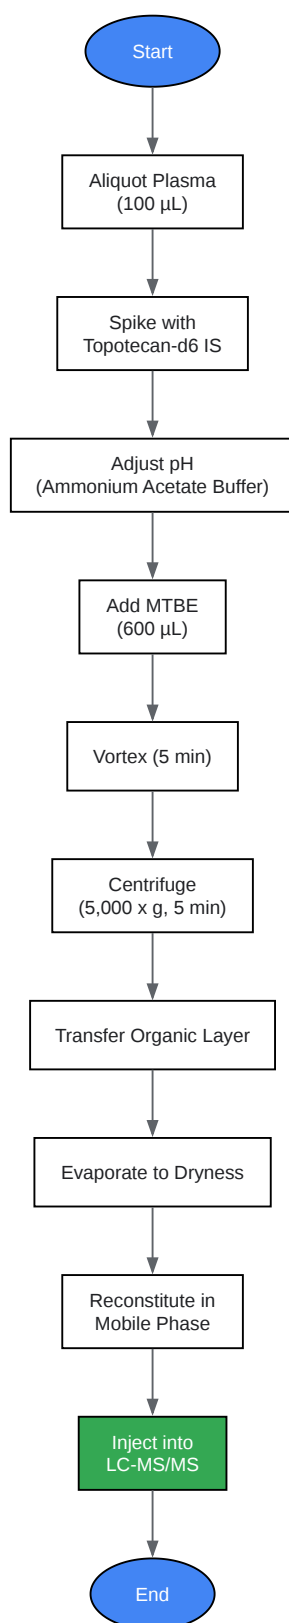 Start
Aliquot Plasma
(100 µL)
Spike with
Topotecan-d6 IS
Adjust pH
(Ammonium Acetate Buffer)
Add MTBE
(600 µL)
Vortex (5 min)
Centrifuge
(5,000 x g, 5 min)
Transfer Organic Layer
Evaporate to Dryness
Reconstitute in
Mobile Phase
Inject into
LC-MS/MS
End